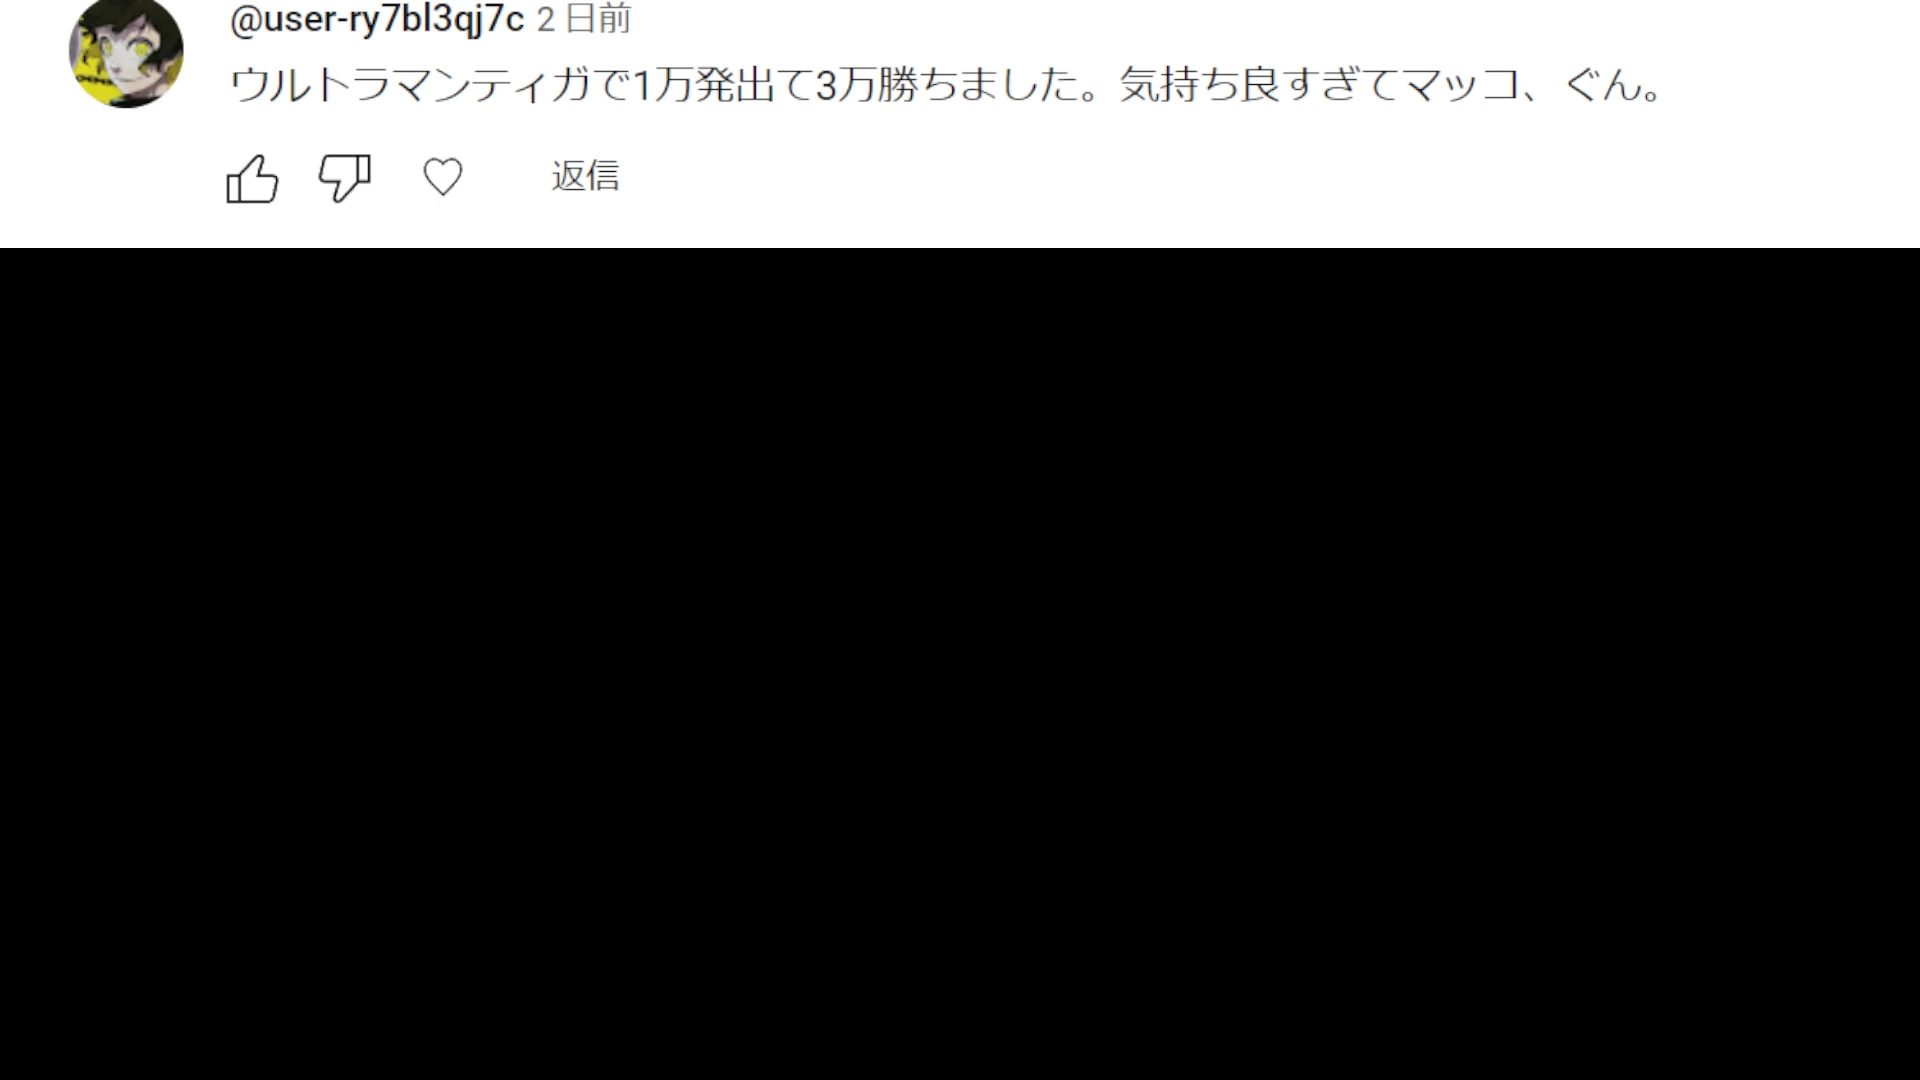 @user-ry7bl3qj7c 2 日前
ウルトラマンティガで1万発出て3万勝ちました。気持ち良すぎてマッコ、ぐん。
返信